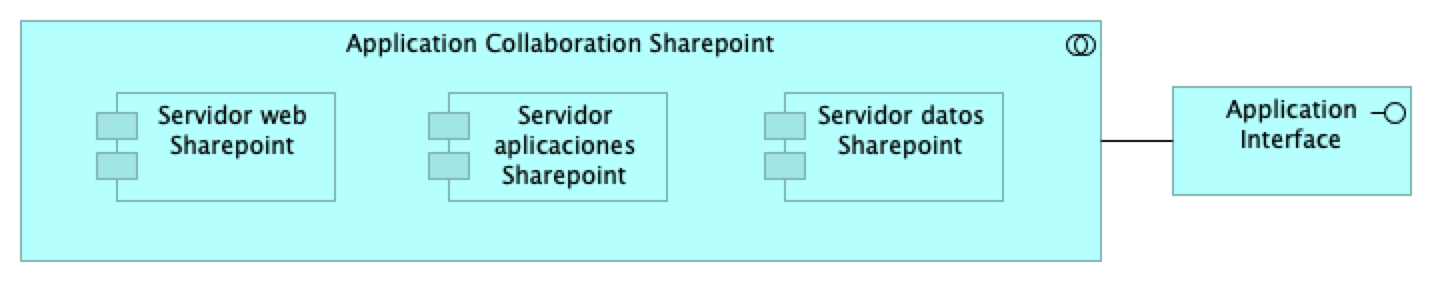 Application Collaboration Sharepoint
Servidor web
Sharepoint
Servidor
aplicaciones
Sharepoint
Servidor datos
Sharepoint
Application
Interface